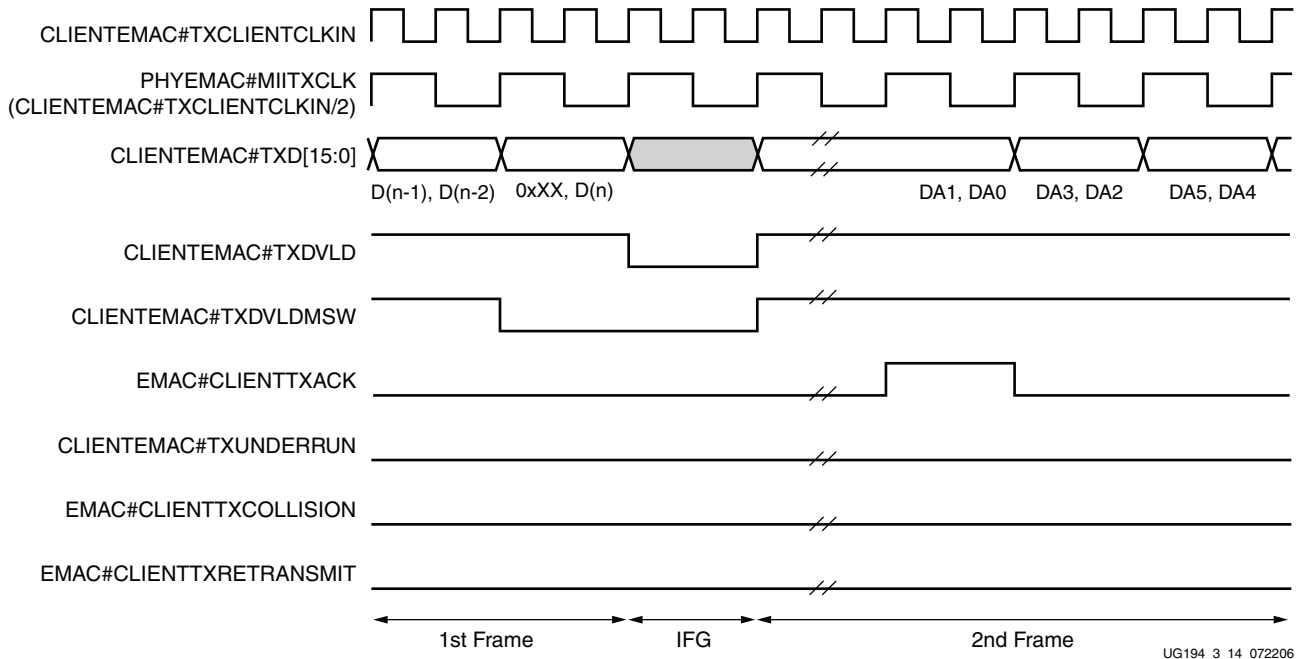 CLIENTEMAC#TXCLIENTCLKIN
PHYEMAC#MIITXCLK
(CLIENTEMAC#TXCLIENTCLKIN/2)
CLIENTEMAC#TXD[15:0]
D(n-1), D(n-2) 0xXX, D(n) DA1, DA0 DA3, DA2 DA5, DA4
CLIENTEMAC#TXDVLD
CLIENTEMAC#TXDVLDMSW
EMAC#CLIENTTXACK
CLIENTEMAC#TXUNDERRUN
EMAC#CLIENTTXCOLLISION
EMAC#CLIENTTXRETRANSMIT
1st Frame IFG 2nd Frame
UG194_3_14_072206